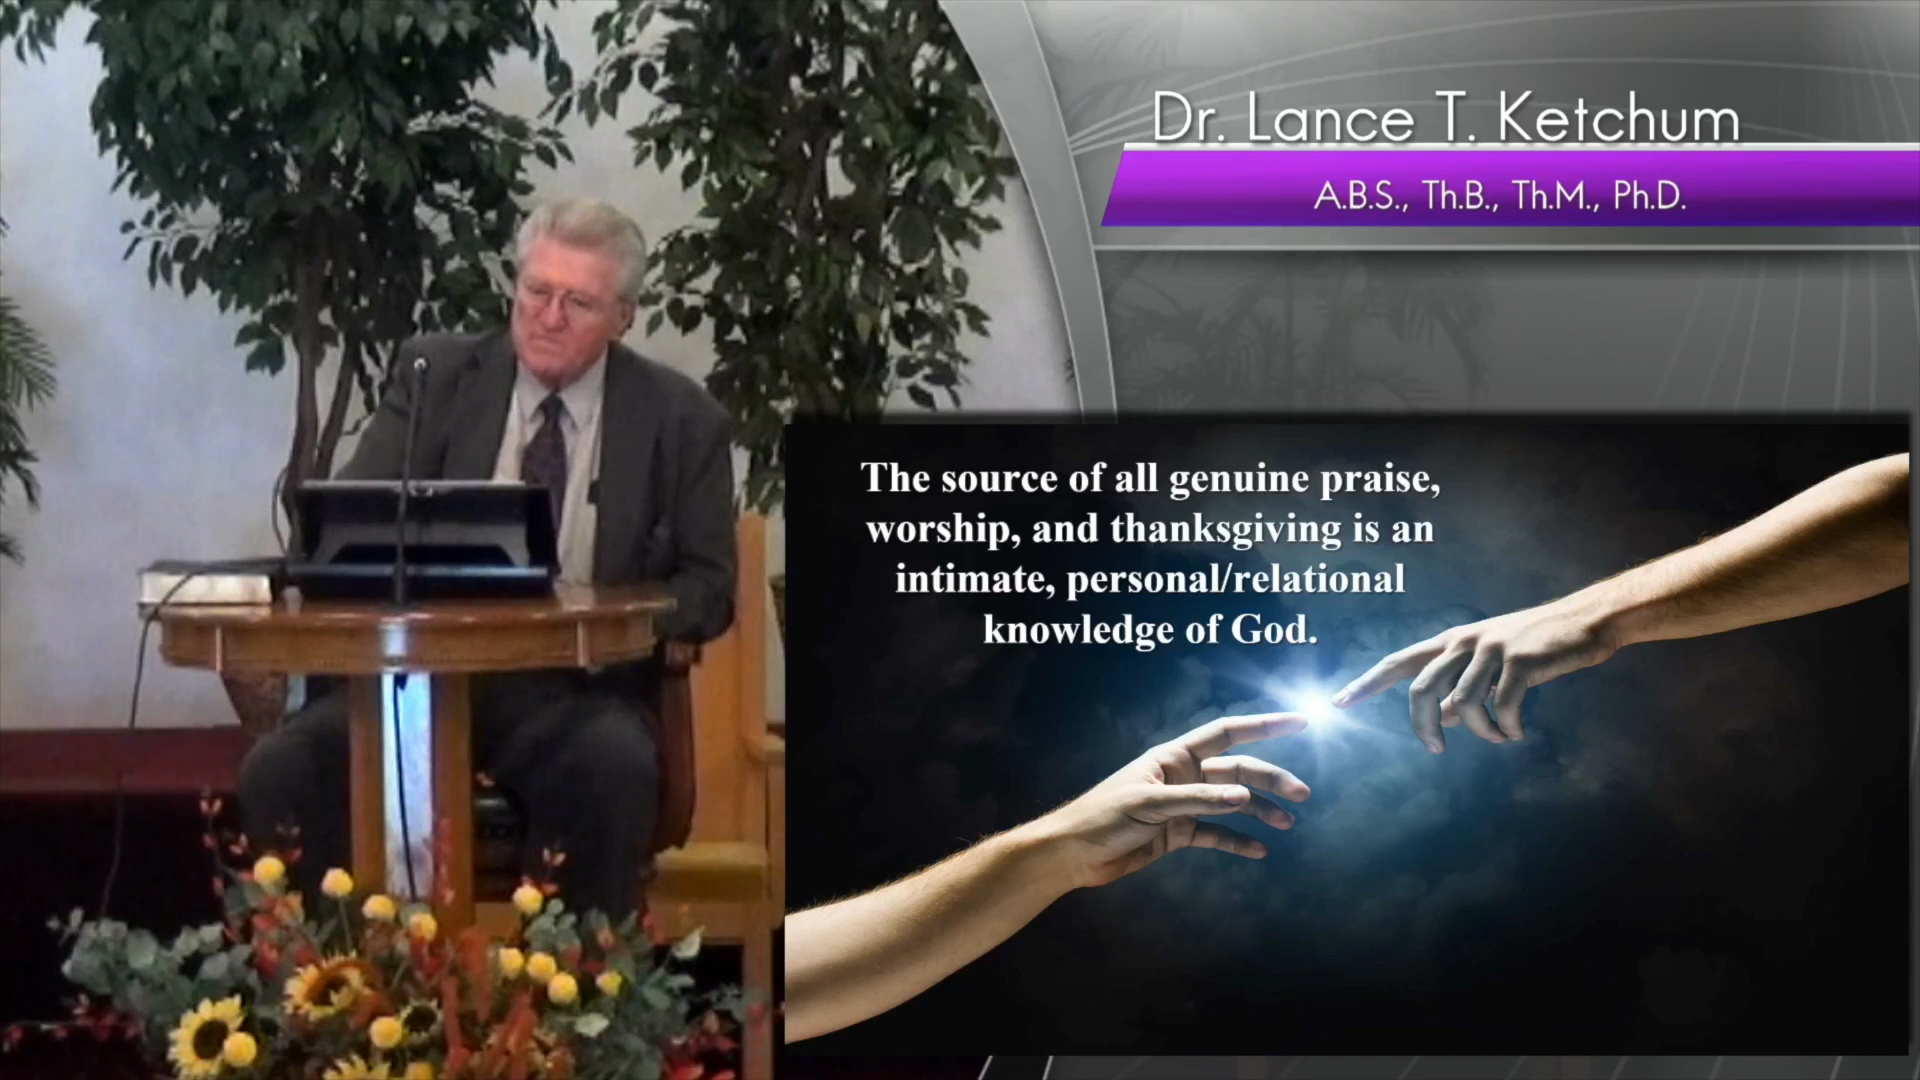 Dr. Lance T. Ketchum
A.B.S., Th.B., Th.M., Ph.D.
The source of all genuine praise,
worship, and thanksgiving is an
intimate, personal/relational
knowledge of God.